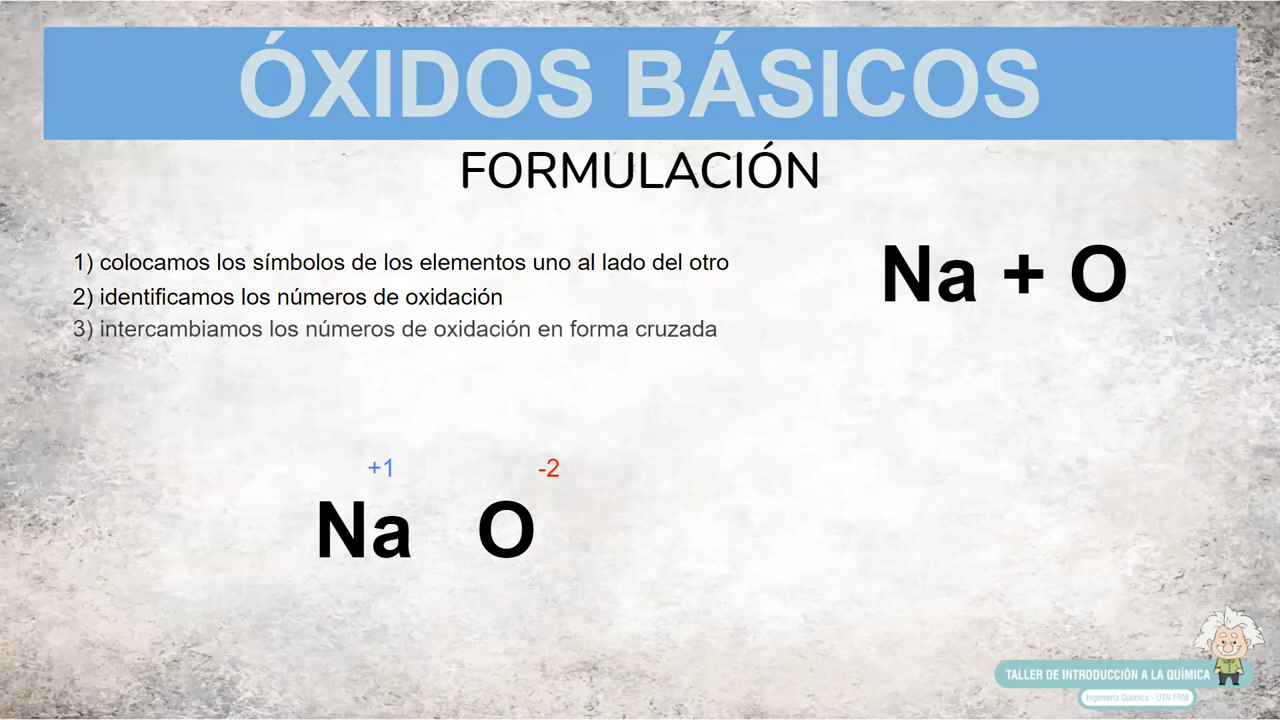 ÓXIDOS BÁSICOS
FORMULACIÓN
1) colocamos los símbolos de los elementos uno al lado del otro
2) identificamos los números de oxidación
3) intercambiamos los números de oxidación en forma cruzada
Na + O
+1 -2
Na O
TALLER DE INTRODUCCIÓN A LA QUÍMICA
Ingeniería Química - UTN FRM